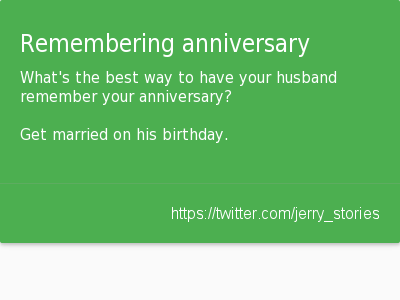 Remembering anniversary
What's the best way to have your husband
remember your anniversary?
Get married on his birthday.
https://twitter.com/jerry_stories